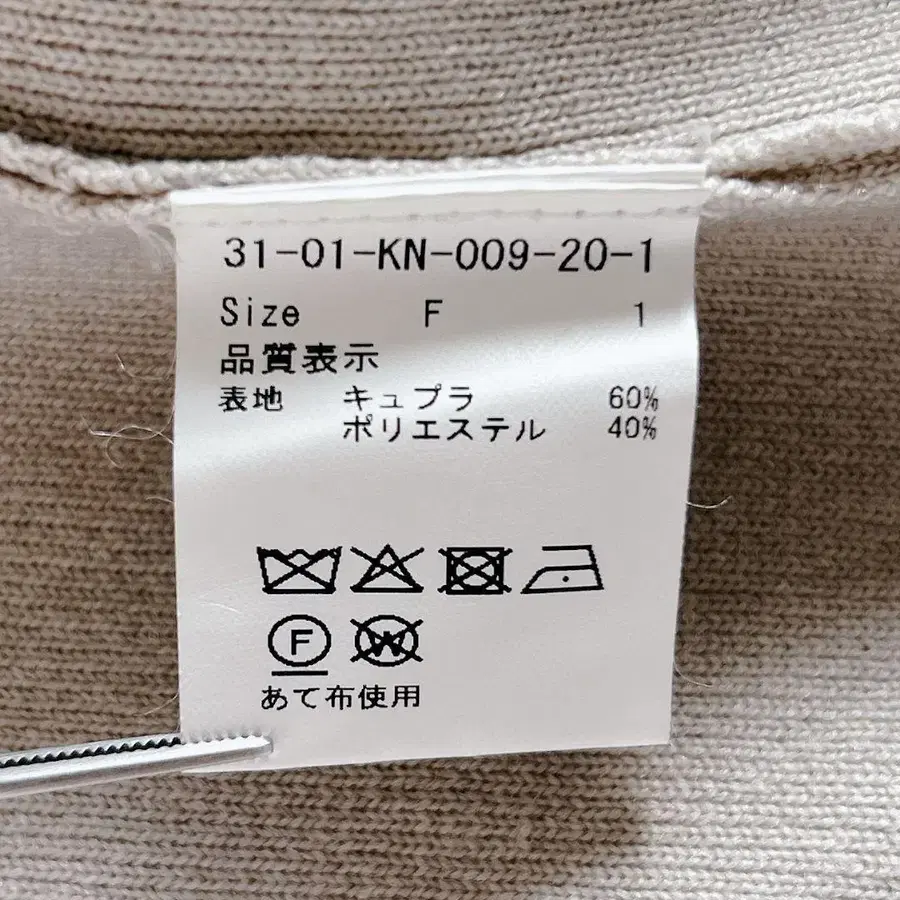 31-01-KN-009-20-1
Size F 1
品質表示
表地 キュプラ 60%
ポリエステル 40%
F W
あて布使用